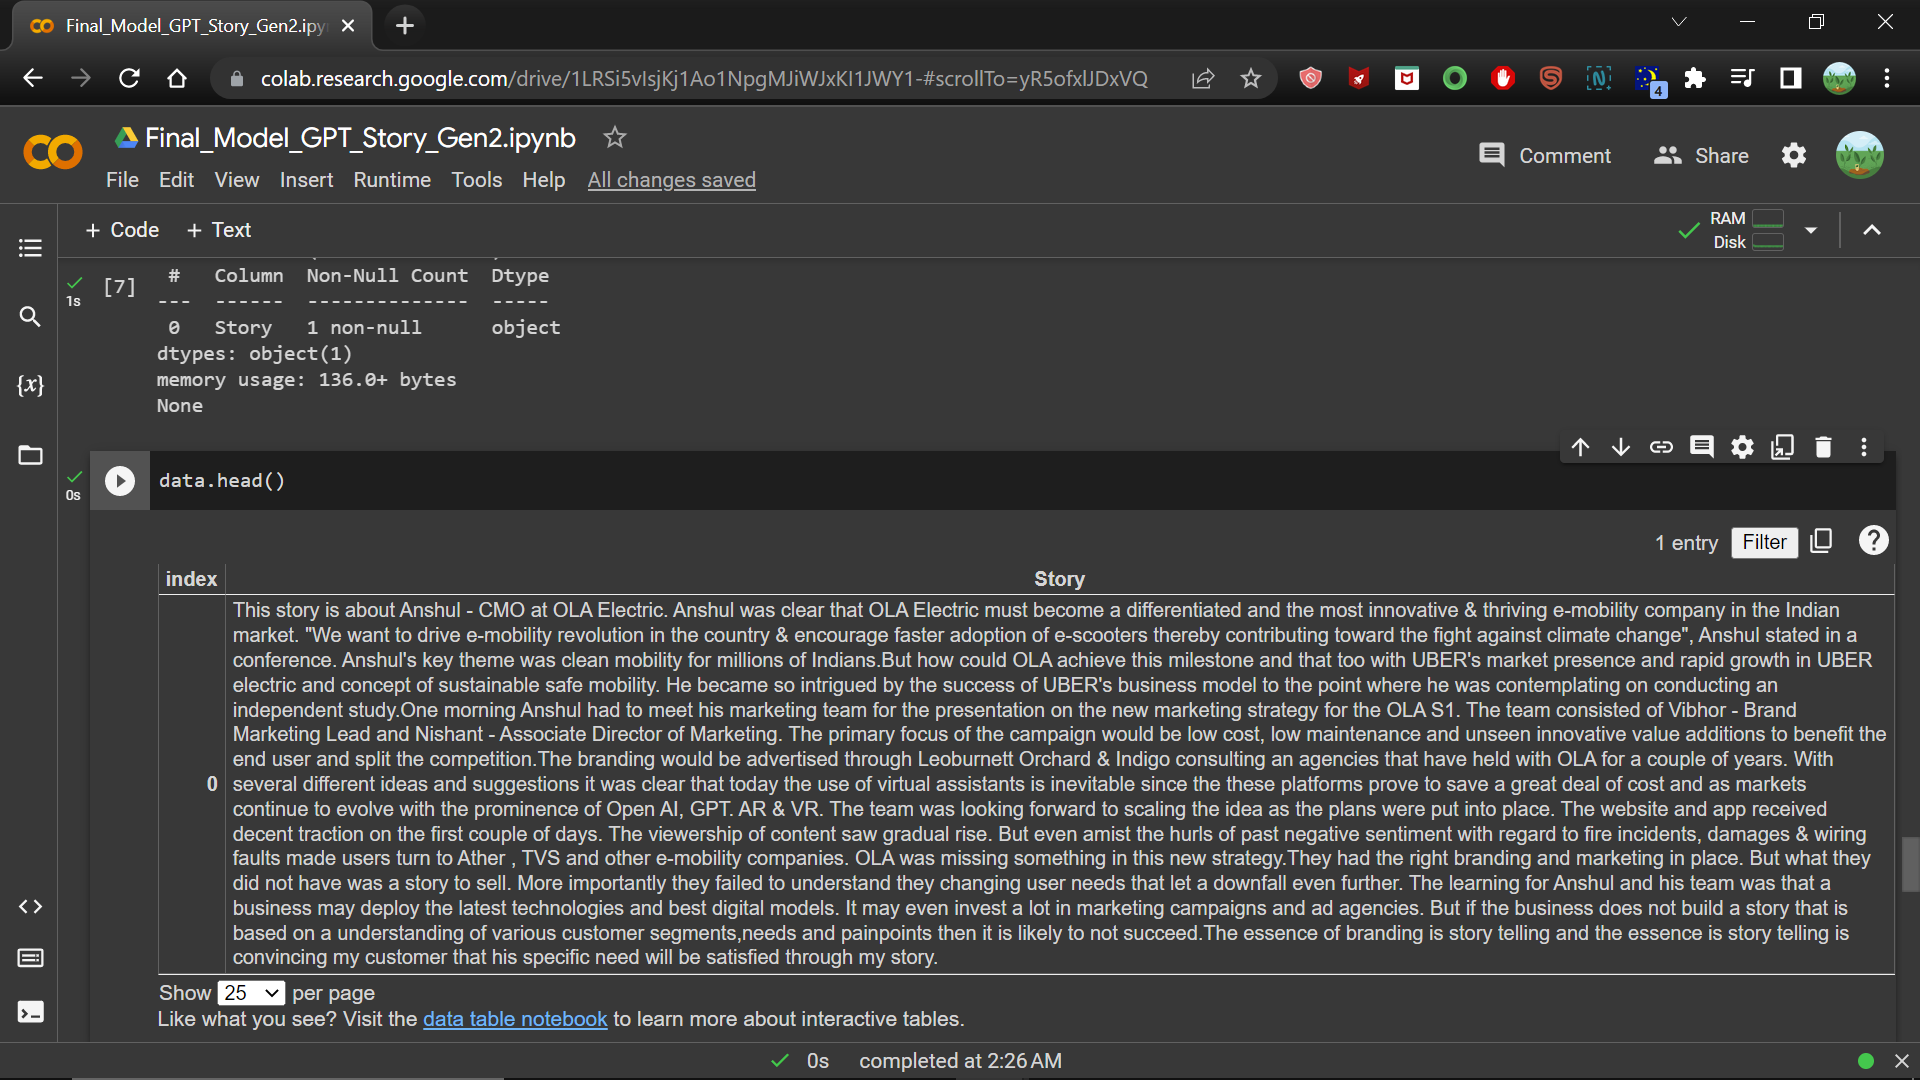 Final_Model_GPT_Story_Gen2.ipy
colab.research.google.com/drive/1LRSi5vIsjKj1Ao1NpgMJiWJxKI1JWY1-#scrollTo=yR5ofxlJDxVQ
4
Final_Model_GPT_Story_Gen2.ipynb
Comment Share
File Edit View Insert Runtime Tools Help All changes saved
+ Code + Text
RAM
Disk
1s
[7] # Column Non-Null Count Dtype
--- ------ -------------- -----
0 Story 1 non-null object
dtypes: object(1)
memory usage: 136.0+ bytes
None
0s
data.head()
1 entry Filter
index Story
This story is about Anshul - CMO at OLA Electric. Anshul was clear that OLA Electric must become a differentiated and the most innovative & thriving e-mobility company in the Indian
market. "We want to drive e-mobility revolution in the country & encourage faster adoption of e-scooters thereby contributing toward the fight against climate change", Anshul stated in a
conference. Anshul's key theme was clean mobility for millions of Indians.But how could OLA achieve this milestone and that too with UBER's market presence and rapid growth in UBER
electric and concept of sustainable safe mobility. He became so intrigued by the success of UBER's business model to the point where he was contemplating on conducting an
independent study.One morning Anshul had to meet his marketing team for the presentation on the new marketing strategy for the OLA S1. The team consisted of Vibhor - Brand
Marketing Lead and Nishant - Associate Director of Marketing. The primary focus of the campaign would be low cost, low maintenance and unseen innovative value additions to benefit the
end user and split the competition.The branding would be advertised through Leoburnett Orchard & Indigo consulting an agencies that have held with OLA for a couple of years. With
0 several different ideas and suggestions it was clear that today the use of virtual assistants is inevitable since the these platforms prove to save a great deal of cost and as markets
continue to evolve with the prominence of Open AI, GPT. AR & VR. The team was looking forward to scaling the idea as the plans were put into place. The website and app received
decent traction on the first couple of days. The viewership of content saw gradual rise. But even amist the hurls of past negative sentiment with regard to fire incidents, damages & wiring
faults made users turn to Ather , TVS and other e-mobility companies. OLA was missing something in this new strategy.They had the right branding and marketing in place. But what they
did not have was a story to sell. More importantly they failed to understand they changing user needs that let a downfall even further. The learning for Anshul and his team was that a
business may deploy the latest technologies and best digital models. It may even invest a lot in marketing campaigns and ad agencies. But if the business does not build a story that is
based on a understanding of various customer segments,needs and painpoints then it is likely to not succeed.The essence of branding is story telling and the essence is story telling is
convincing my customer that his specific need will be satisfied through my story.
Show 25 per page
Like what you see? Visit the data table notebook to learn more about interactive tables.
0s completed at 2:26 AM